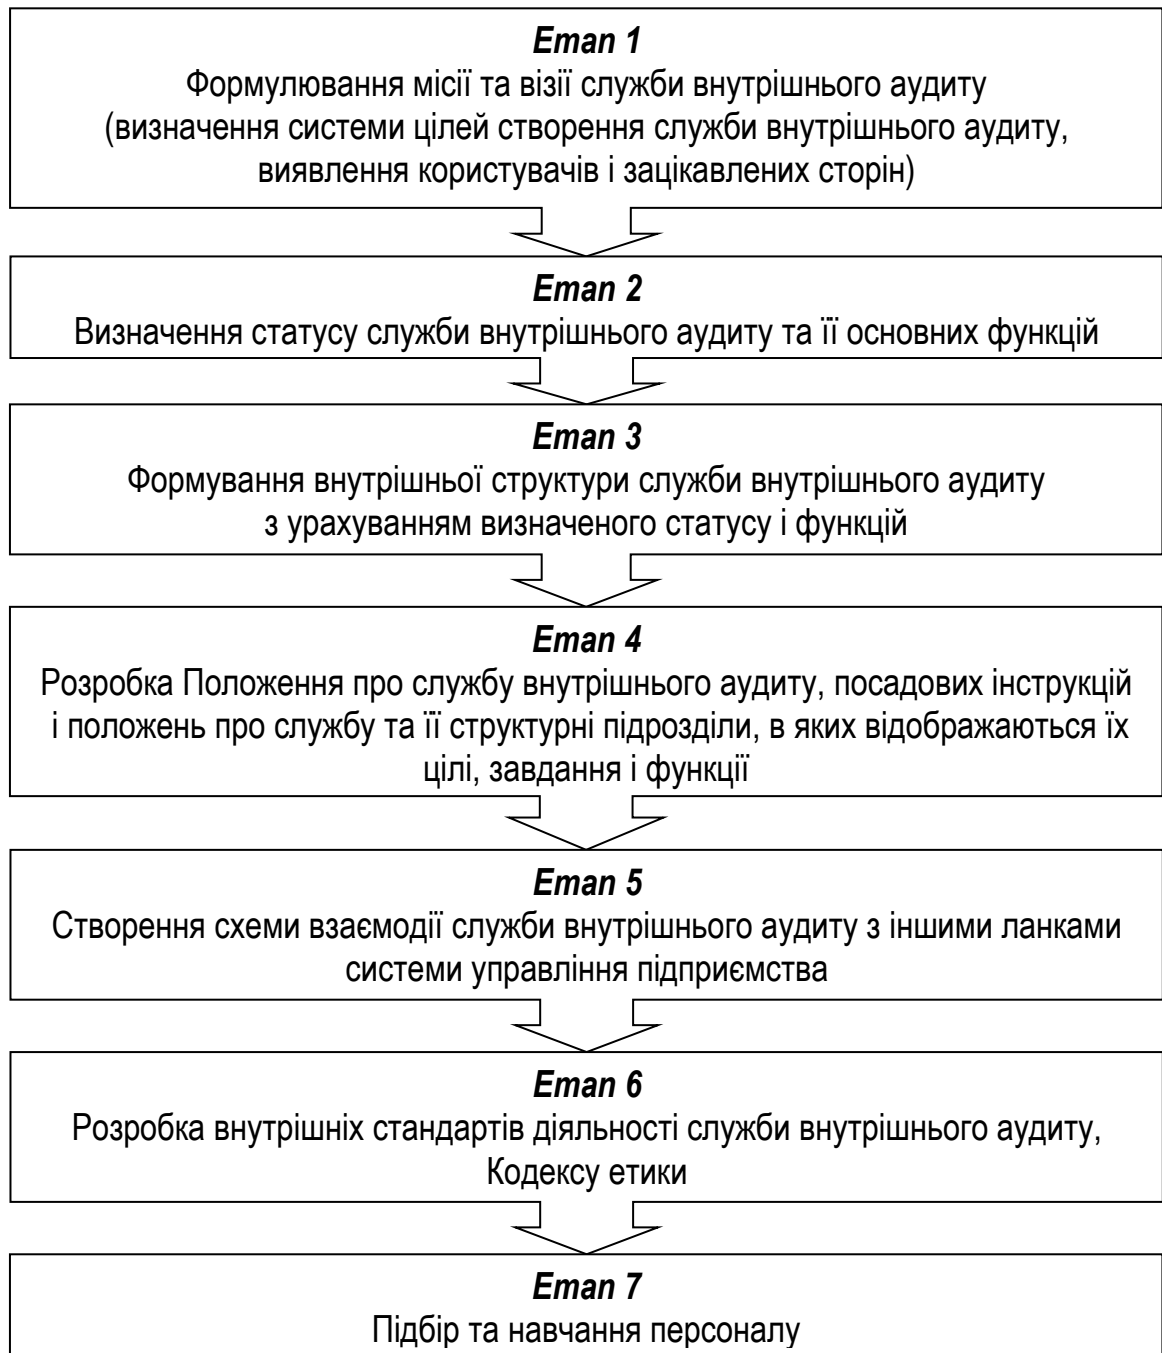 Етап 1
Формулювання місії та візії служби внутрішнього аудиту
(визначення системи цілей створення служби внутрішнього аудиту,
виявлення користувачів і зацікавлених сторін)
Етап 2
Визначення статусу служби внутрішнього аудиту та її основних функцій
Етап 3
Формування внутрішньої структури служби внутрішнього аудиту
з урахуванням визначеного статусу і функцій
Етап 4
Розробка Положення про службу внутрішнього аудиту, посадових інструкцій
і положень про службу та її структурні підрозділи, в яких відображаються їх
цілі, завдання і функції
Етап 5
Створення схеми взаємодії служби внутрішнього аудиту з іншими ланками
системи управління підприємства
Етап 6
Розробка внутрішніх стандартів діяльності служби внутрішнього аудиту,
Кодексу етики
Етап 7
Підбір та навчання персоналу